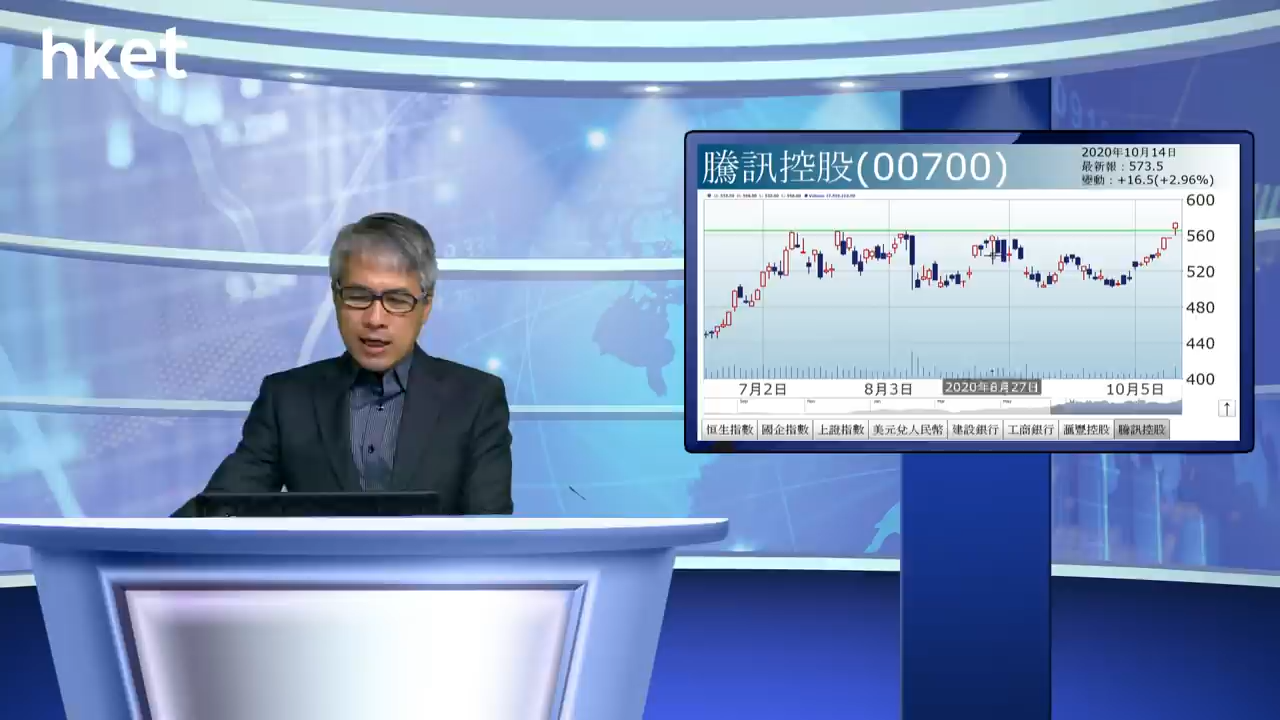 hket
騰訊控股(00700)
2020年10月14日
最新報：573.5
變動：+16.5(+2.96%)
600
560
520
480
440
400
7月2日
8月3日
2020年8月27日
10月5日
恒生指數
國企指數
上證指數
美元兌人民幣
建設銀行
工商銀行
滙豐控股
騰訊控股